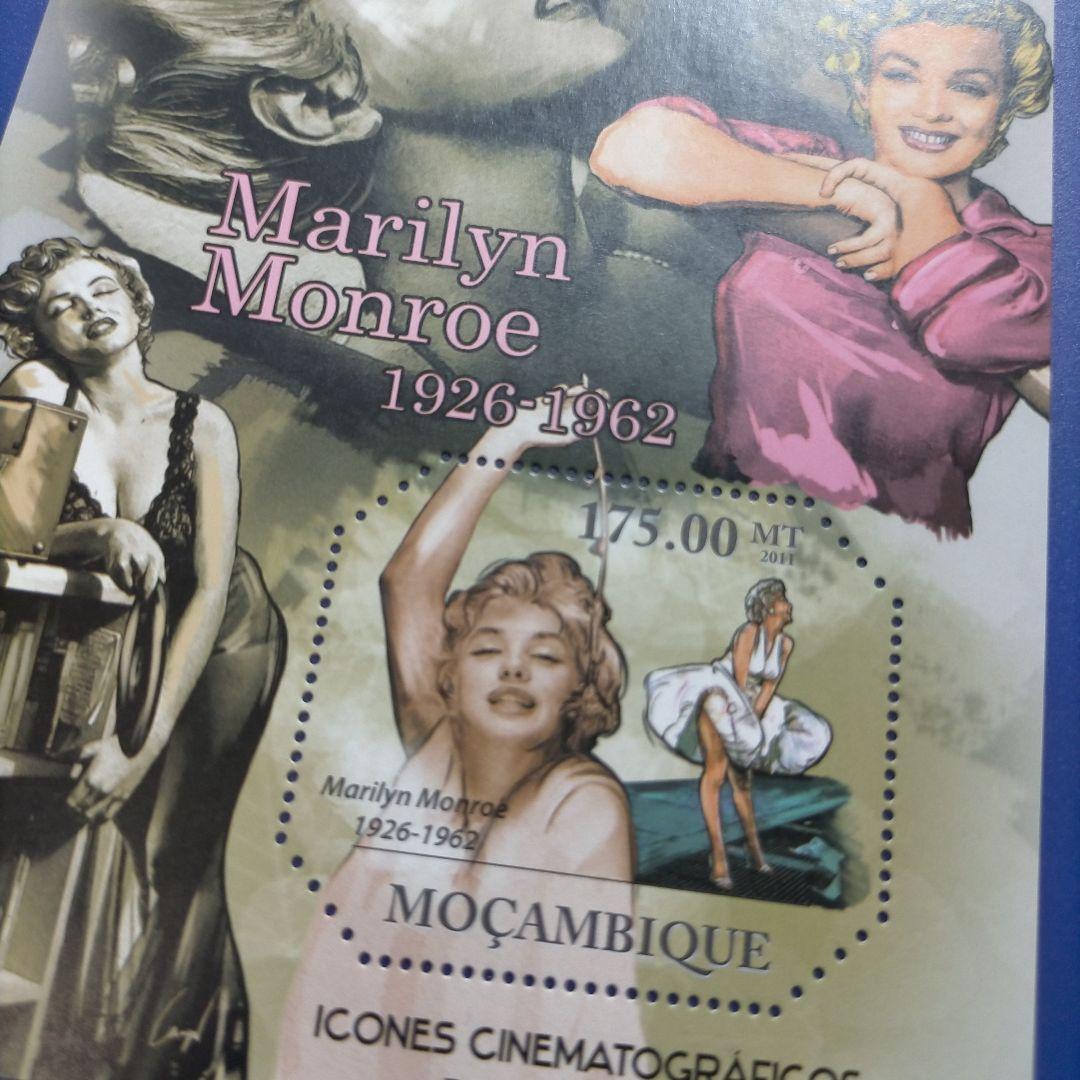 Marilyn
Monroe
1926-1962
175.00 MT
2011
Marilyn Monroe
1926-1962
MOÇAMBIQUE
ICONES CINEMATOGRÁFICOS